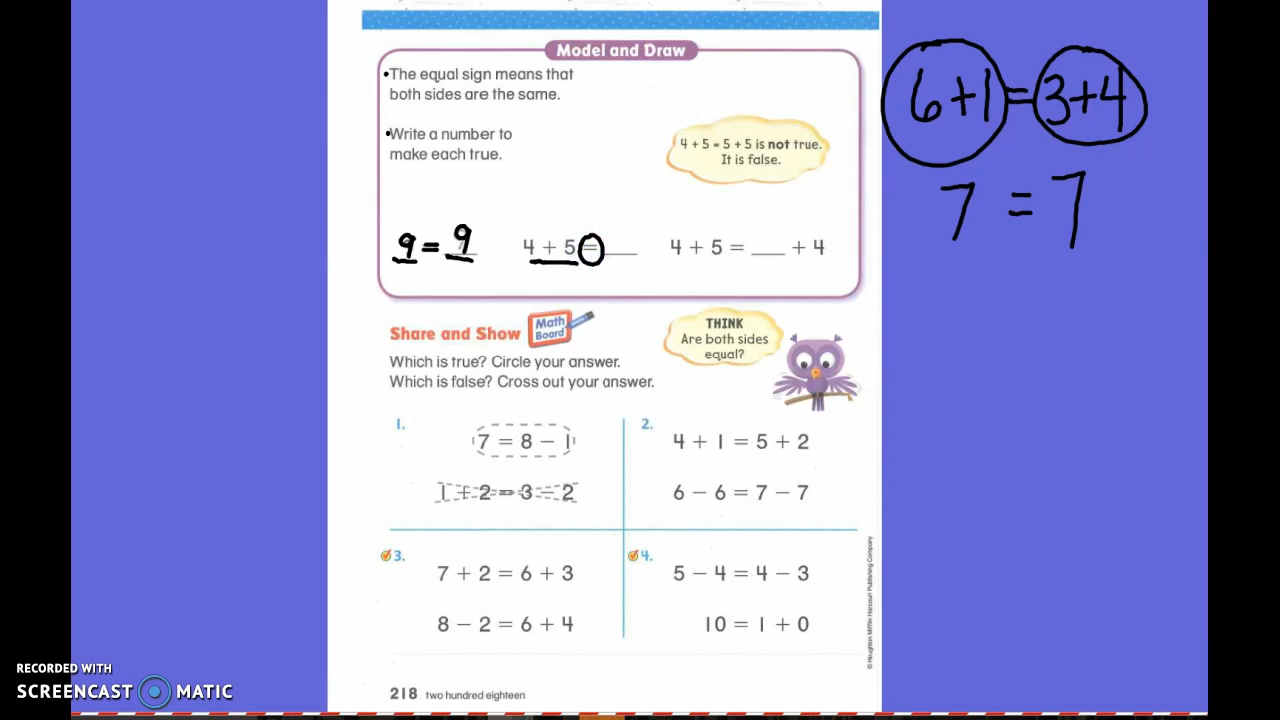 Model and Draw
•The equal sign means that
both sides are the same.
•Write a number to
make each true.
4 + 5 = 5 + 5 is not true.
It is false.
9 = 9
4 + 5 = ___
4 + 5 = ___ + 4
6+1=3+4
7 = 7
Share and Show
Math
Board
THINK
Are both sides
equal?
Which is true? Circle your answer.
Which is false? Cross out your answer.
1.
7 = 8 − 1
1 + 2 = 3 − 2
2.
4 + 1 = 5 + 2
6 − 6 = 7 − 7
3.
7 + 2 = 6 + 3
8 − 2 = 6 + 4
4.
5 − 4 = 4 − 3
10 = 1 + 0
© Houghton Mifflin Harcourt Publishing Company
218 two hundred eighteen
RECORDED WITH
SCREENCAST MATIC